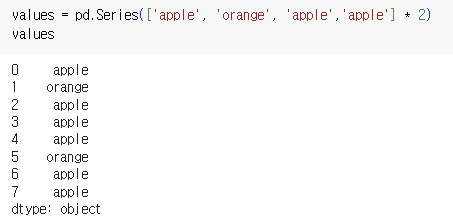 values = pd.Series(['apple', 'orange', 'apple','apple'] * 2)
values
0     apple
1    orange
2     apple
3     apple
4     apple
5    orange
6     apple
7     apple
dtype: object